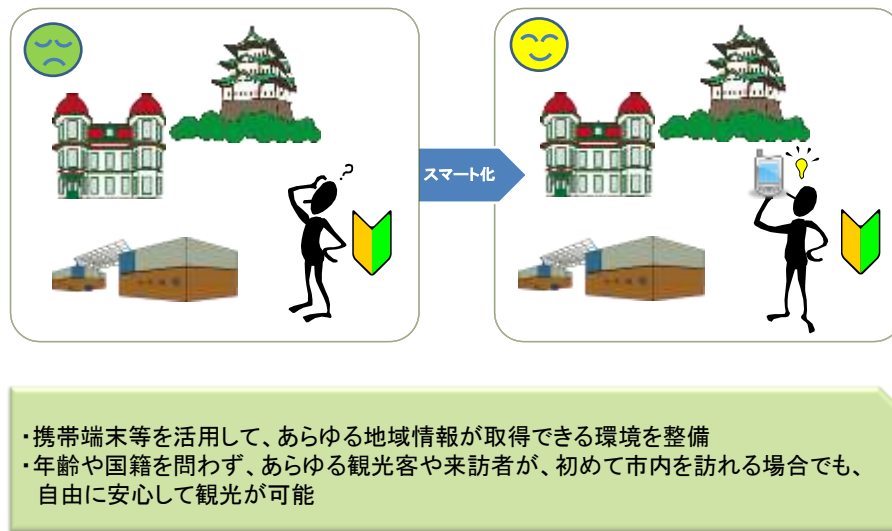 ?
スマート化
・携帯端末等を活用して、あらゆる地域情報が取得できる環境を整備
・年齢や国籍を問わず、あらゆる観光客や来訪者が、初めて市内を訪れる場合でも、
自由に安心して観光が可能